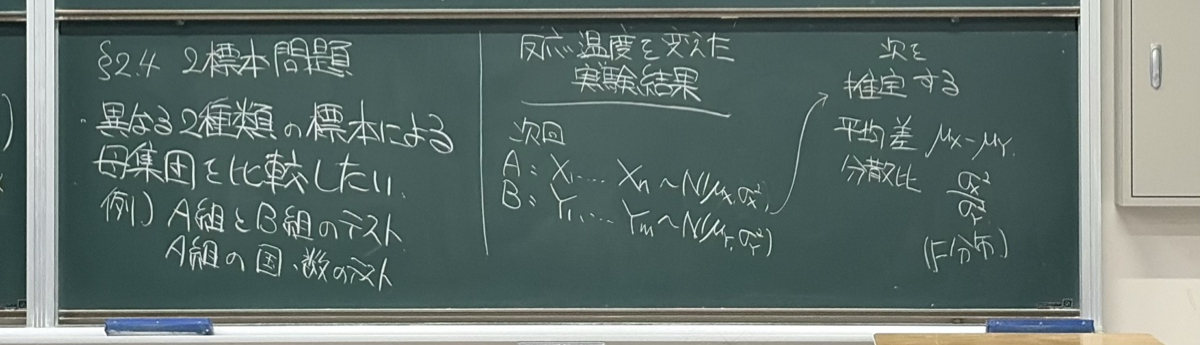 §2.4 2標本問題
・異なる2種類の標本による
母集団を比較したい.
例) A組とB組のテスト
A組の国、数のテスト
反応温度を変えた
実験結果
次回
A: X₁, ... Xₙ ~ N(μₓ, σₓ²)
B: Y₁, ... Yₘ ~ N(μᵧ, σᵧ²)
次を
推定する
平均差 μₓ-μᵧ.
分散比 σₓ²/σᵧ²
(F分布)